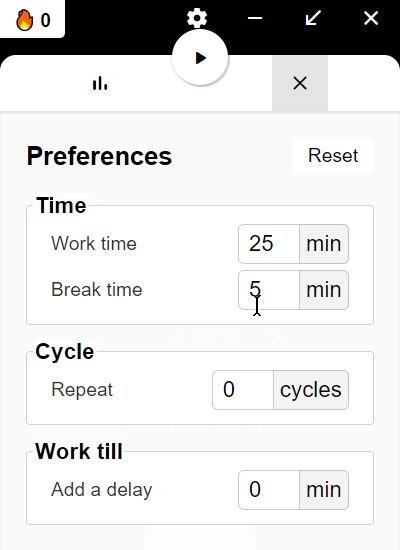 0
Preferences
Reset
Time
Work time 25 min
Break time 5 min
Cycle
Repeat 0 cycles
Work till
Add a delay 0 min